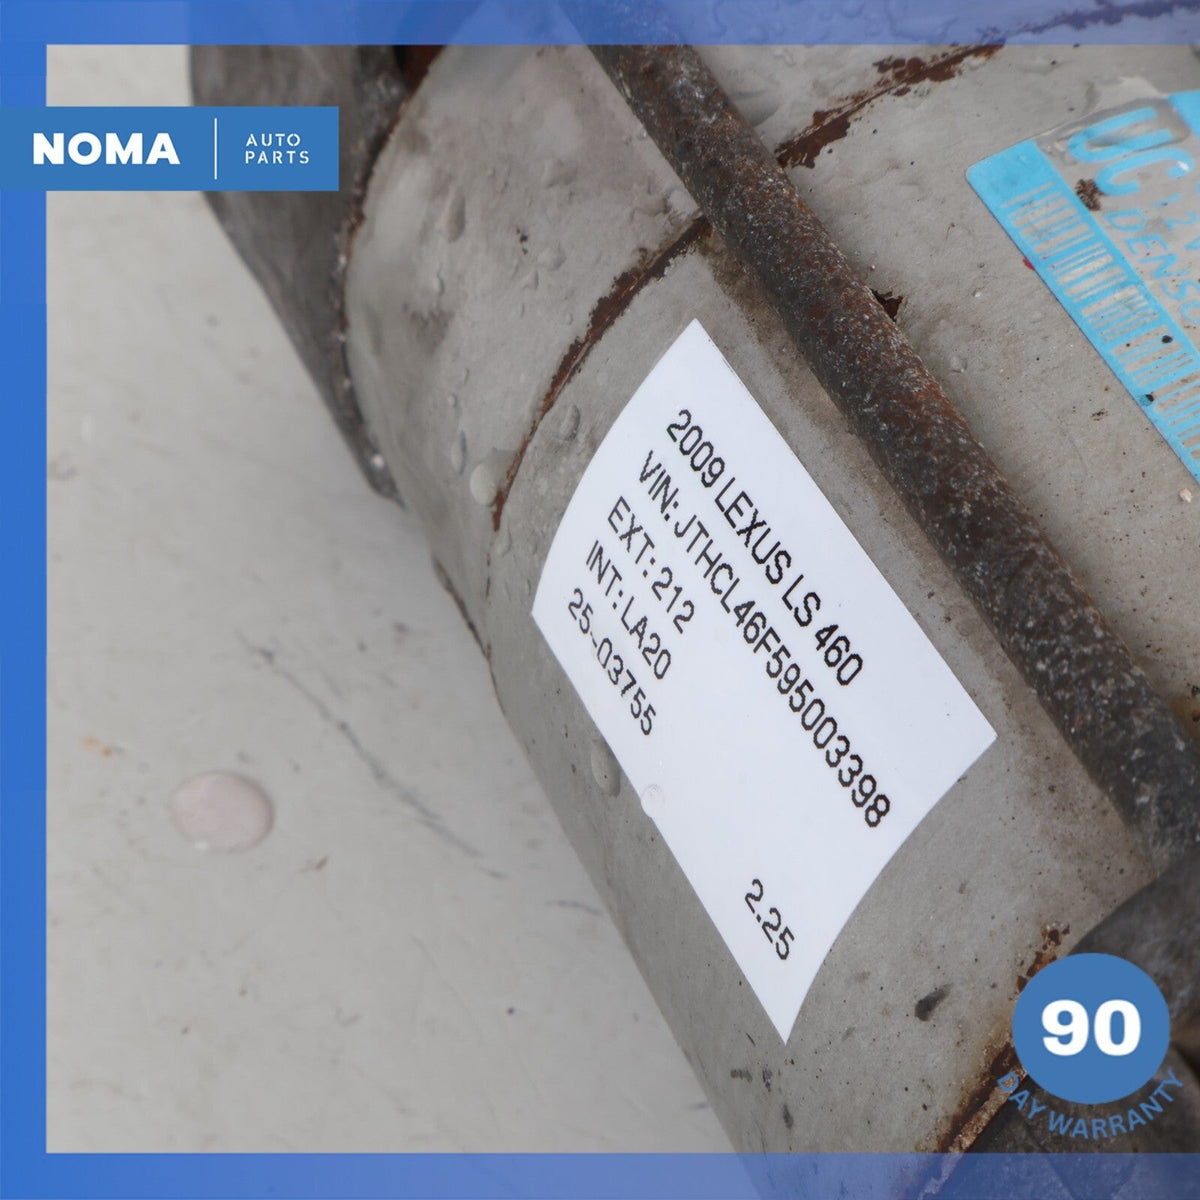 NOMA
AUTO
PARTS
UC
DENSO
2009 LEXUS LS 460
VIN: JTHCL46F595003398
EXT: 212
INT: LA20
25-03755
2.25
90
DAY WARRANTY